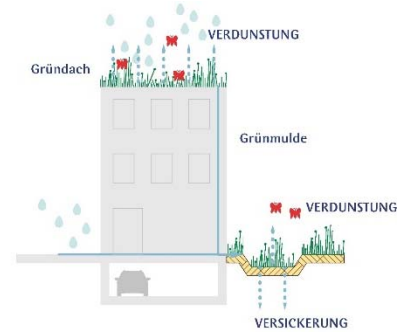 VERDUNSTUNG
Gründach
Grünmulde
VERDUNSTUNG
VERSICKERUNG